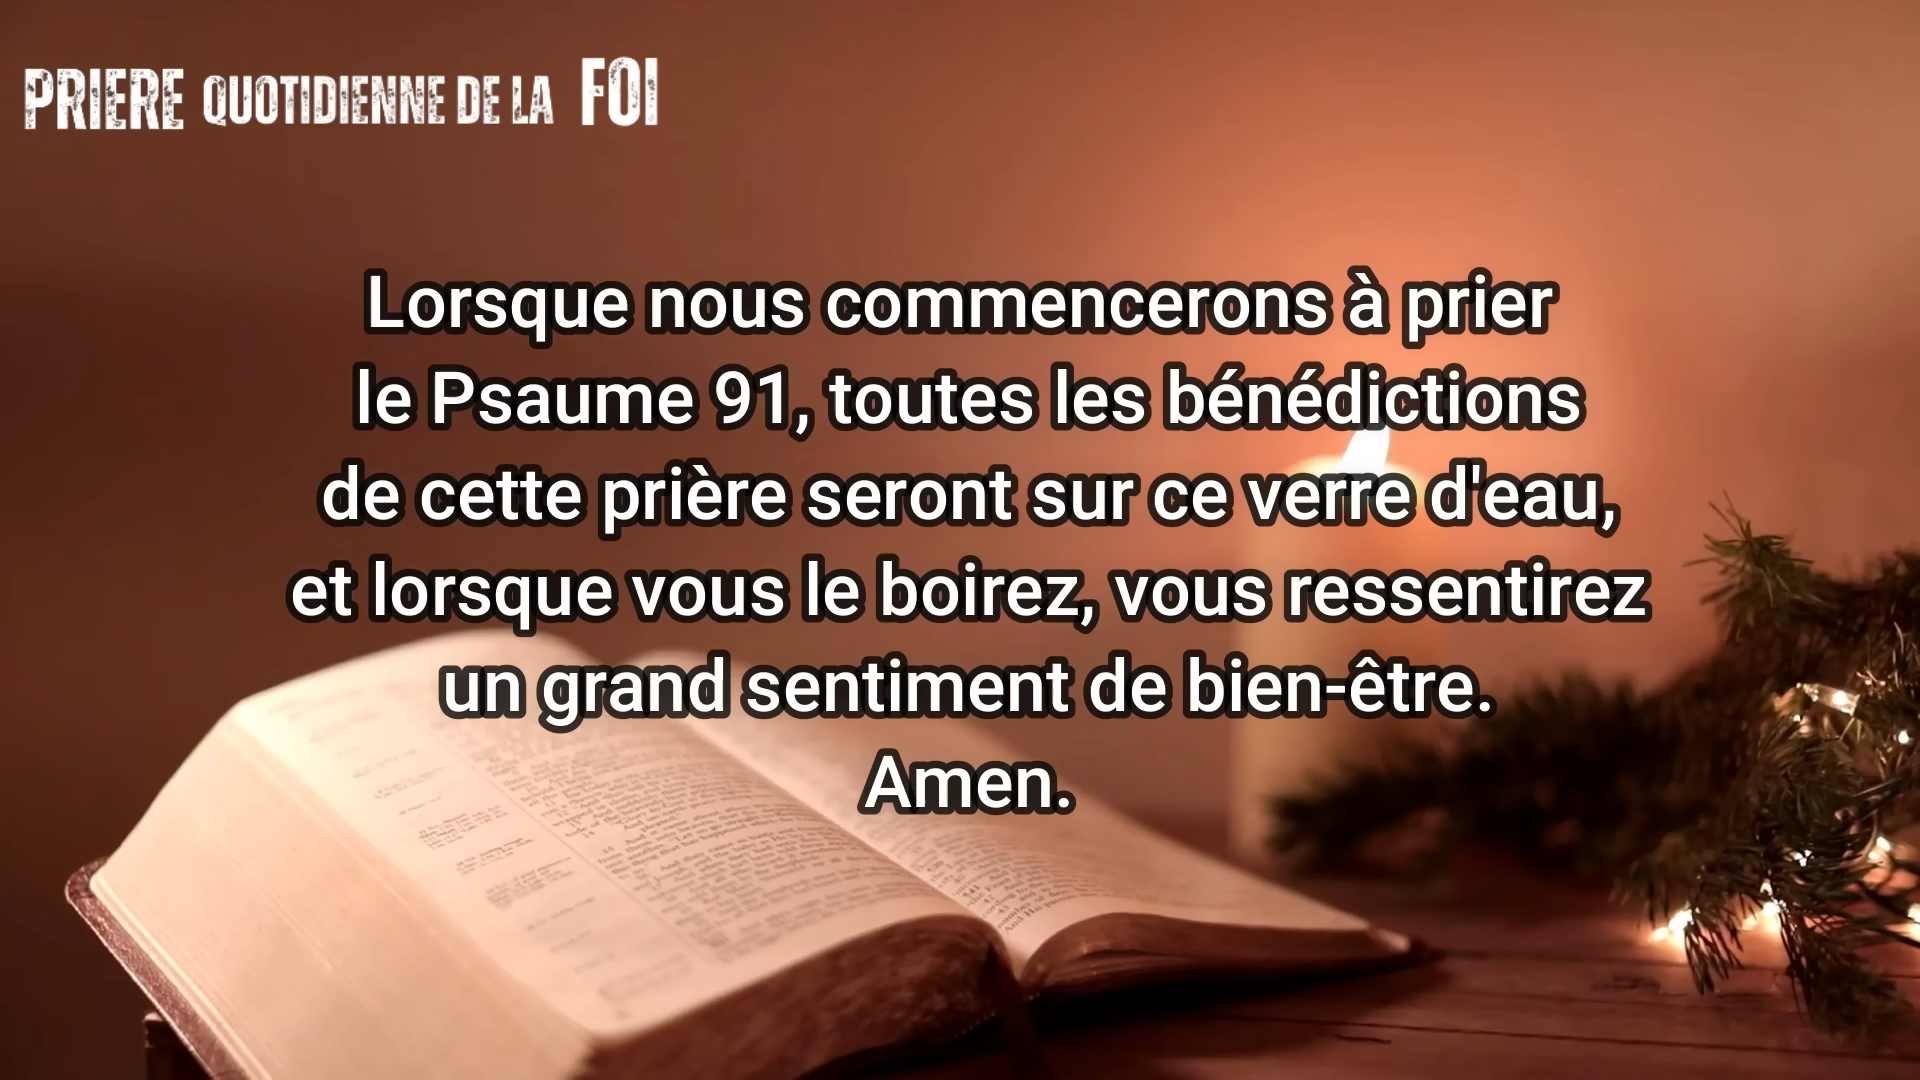 PRIERE QUOTIDIENNE DE LA FOI
Lorsque nous commencerons à prier
le Psaume 91, toutes les bénédictions
de cette prière seront sur ce verre d'eau,
et lorsque vous le boirez, vous ressentirez
un grand sentiment de bien-être.
Amen.